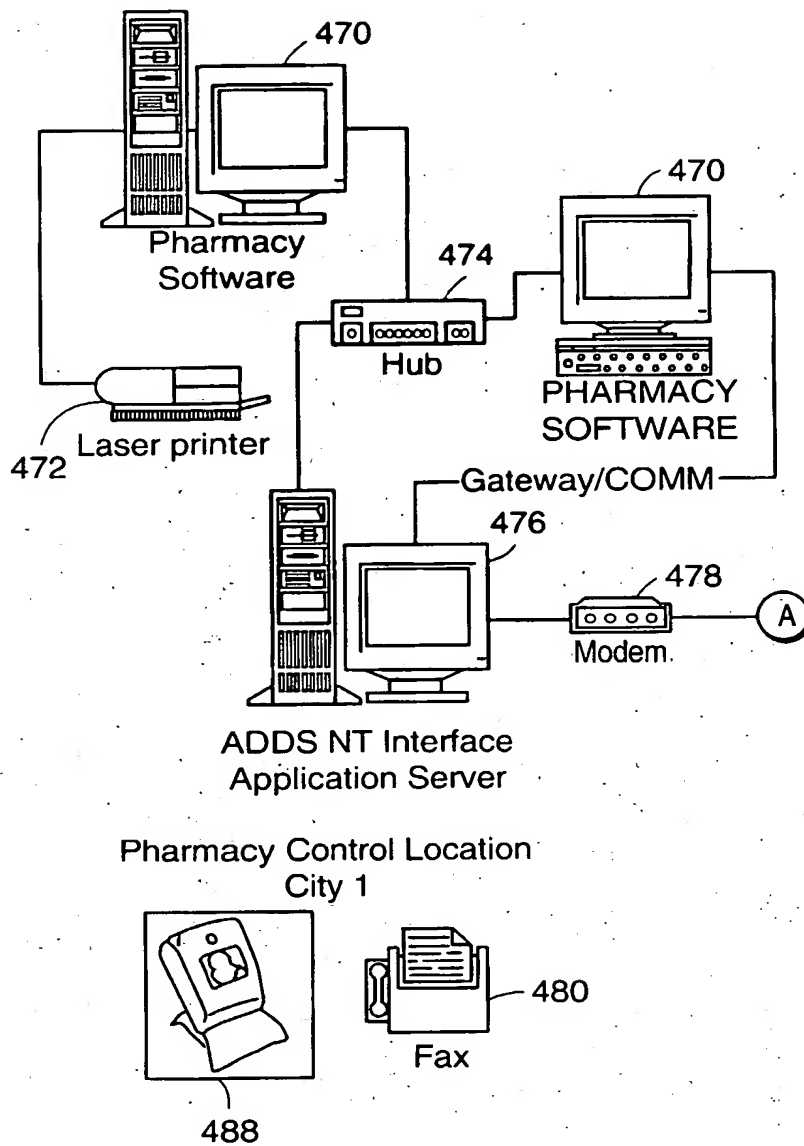 470
Pharmacy
Software
470
474
Hub
PHARMACY
SOFTWARE
472
Laser printer
Gateway/COMM
476
478
Modem
A
ADDS NT Interface
Application Server
Pharmacy Control Location
City 1
480
Fax
488